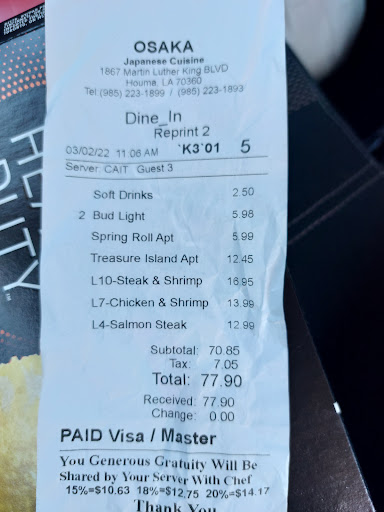 OSAKA
Japanese Cuisine
1867 Martin Luther King BLVD
Houma, LA 70360
Tel (985) 223-1899 / (985) 223-1893
Dine_In
Reprint 2
03/02/22 11:06 AM `K3`01 5
Server: CAIT Guest 3
Soft Drinks 2.50
2 Bud Light 5.98
Spring Roll Apt 5.99
Treasure Island Apt 12.45
L10-Steak & Shrimp 16.95
L7-Chicken & Shrimp 13.99
L4-Salmon Steak 12.99
Subtotal: 70.85
Tax: 7.05
Total: 77.90
Received: 77.90
Change: 0.00
PAID Visa / Master
You Generous Gratuity Will Be
Shared by Your Server With Chef
15%=$10.63 18%=$12.75 20%=$14.17
Thank You